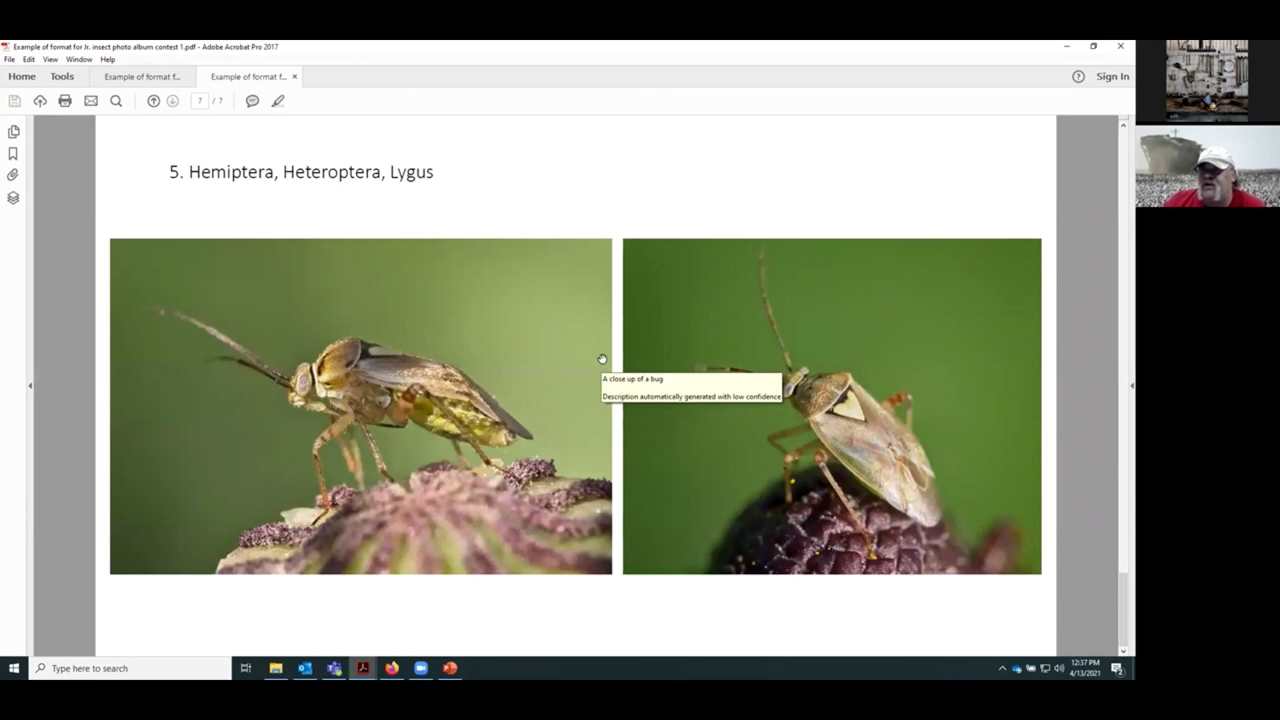 Example of format for Jr. insect photo album contest 1.pdf - Adobe Acrobat Pro 2017
File Edit View Window Help
Home Tools Example of format f... Example of format f... × Sign In
7 / 7
5. Hemiptera, Heteroptera, Lygus
A close up of a bug
Description automatically generated with low confidence
Type here to search
12:37 PM
4/13/2021
2